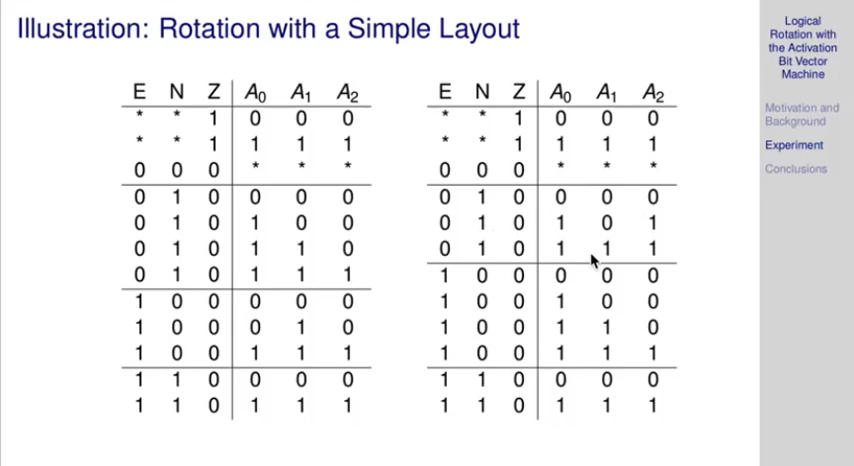 Illustration: Rotation with a Simple Layout
E N Z A0 A1 A2
* * 1 0 0 0
* * 1 1 1 1
0 0 0 * * *
0 1 0 0 0 0
0 1 0 1 0 0
0 1 0 1 1 0
0 1 0 1 1 1
1 0 0 0 0 0
1 0 0 0 1 0
1 0 0 1 1 1
1 1 0 0 0 0
1 1 0 1 1 1
E N Z A0 A1 A2
* * 1 0 0 0
* * 1 1 1 1
0 0 0 * * *
0 1 0 0 0 0
0 1 0 1 0 1
0 1 0 1 1 1
1 0 0 0 0 0
1 0 0 1 0 0
1 0 0 1 1 0
1 0 0 1 1 1
1 1 0 0 0 0
1 1 0 1 1 1
Logical
Rotation with
the Activation
Bit Vector
Machine
Motivation and
Background
Experiment
Conclusions